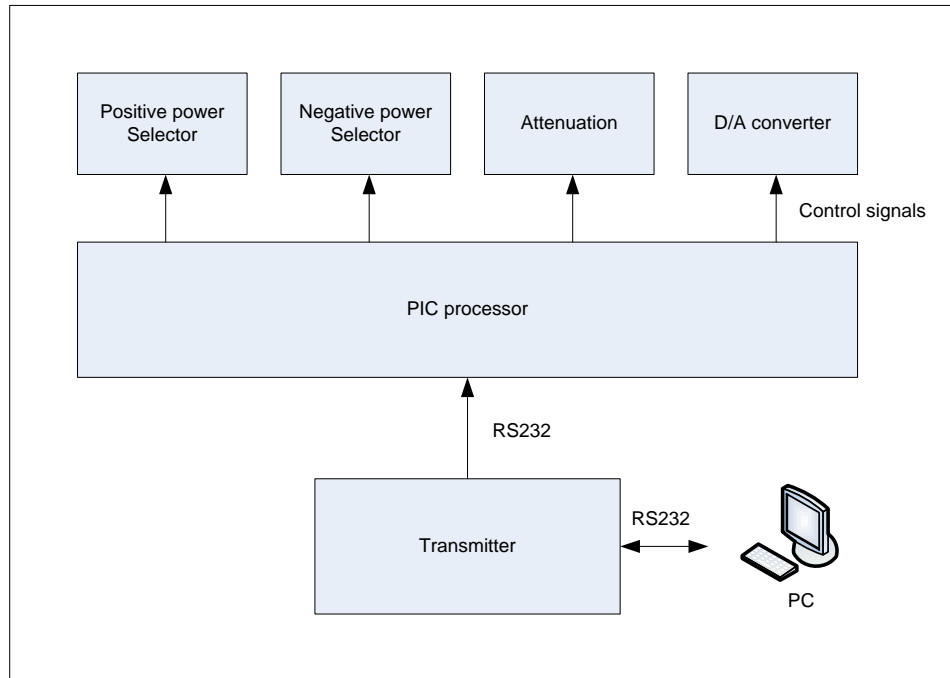 Positive power
Selector
Negative power
Selector
Attenuation
D/A converter
Control signals
PIC processor
RS232
Transmitter
RS232
PC